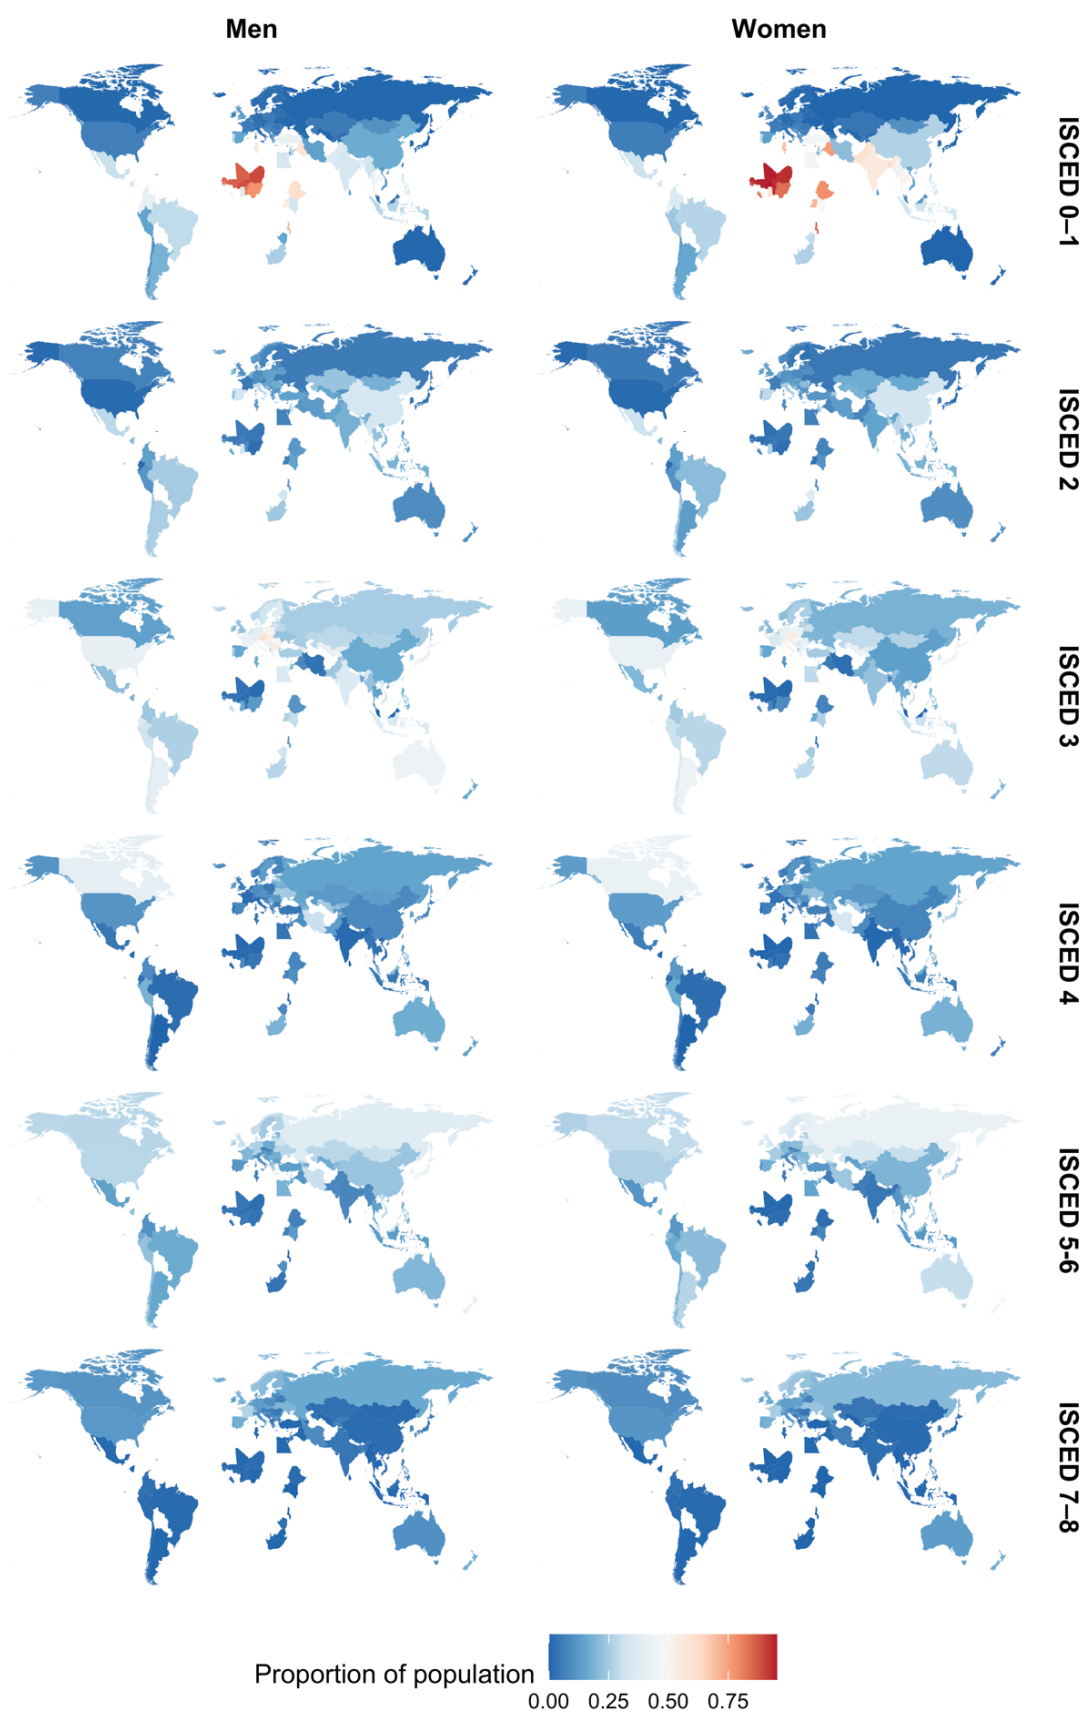 Men Women
ISCED 0–1
ISCED 2
ISCED 3
ISCED 4
ISCED 5-6
ISCED 7–8
Proportion of population
0.00 0.25 0.50 0.75